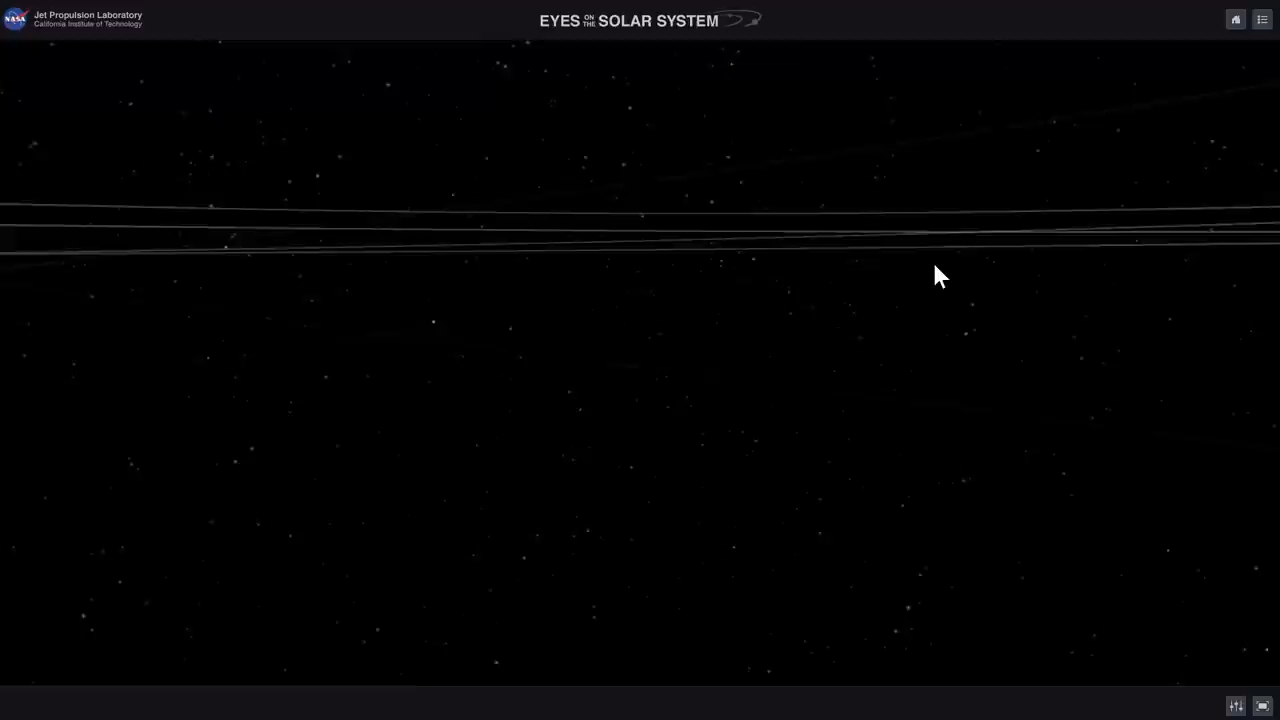 NASA
Jet Propulsion Laboratory
California Institute of Technology
EYES ON THE SOLAR SYSTEM